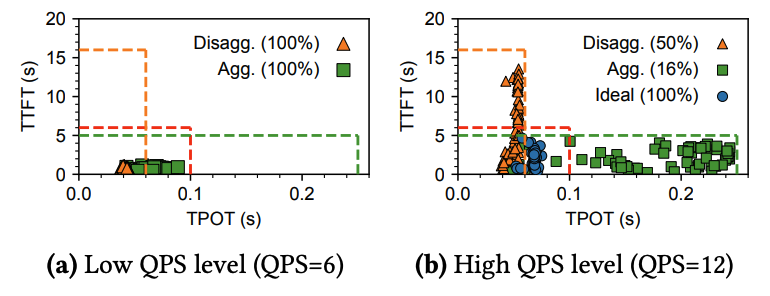 20
15
10
5
0
TTFT (s)
Disagg. (100%)
Agg. (100%)
0.0
0.1
0.2
TPOT (s)
(a) Low QPS level (QPS=6)
20
15
10
5
0
TTFT (s)
Disagg. (50%)
Agg. (16%)
Ideal (100%)
0.0
0.1
0.2
TPOT (s)
(b) High QPS level (QPS=12)